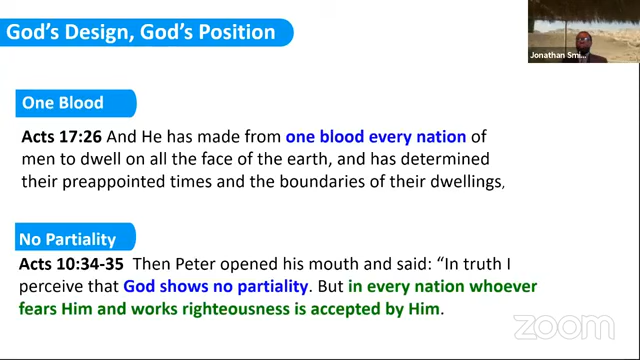 God's Design, God's Position
Jonathan Smi...
One Blood
Acts 17:26 And He has made from one blood every nation of
men to dwell on all the face of the earth, and has determined
their preappointed times and the boundaries of their dwellings,
No Partiality
Acts 10:34-35 Then Peter opened his mouth and said: “In truth I
perceive that God shows no partiality. But in every nation whoever
fears Him and works righteousness is accepted by Him.
zoom